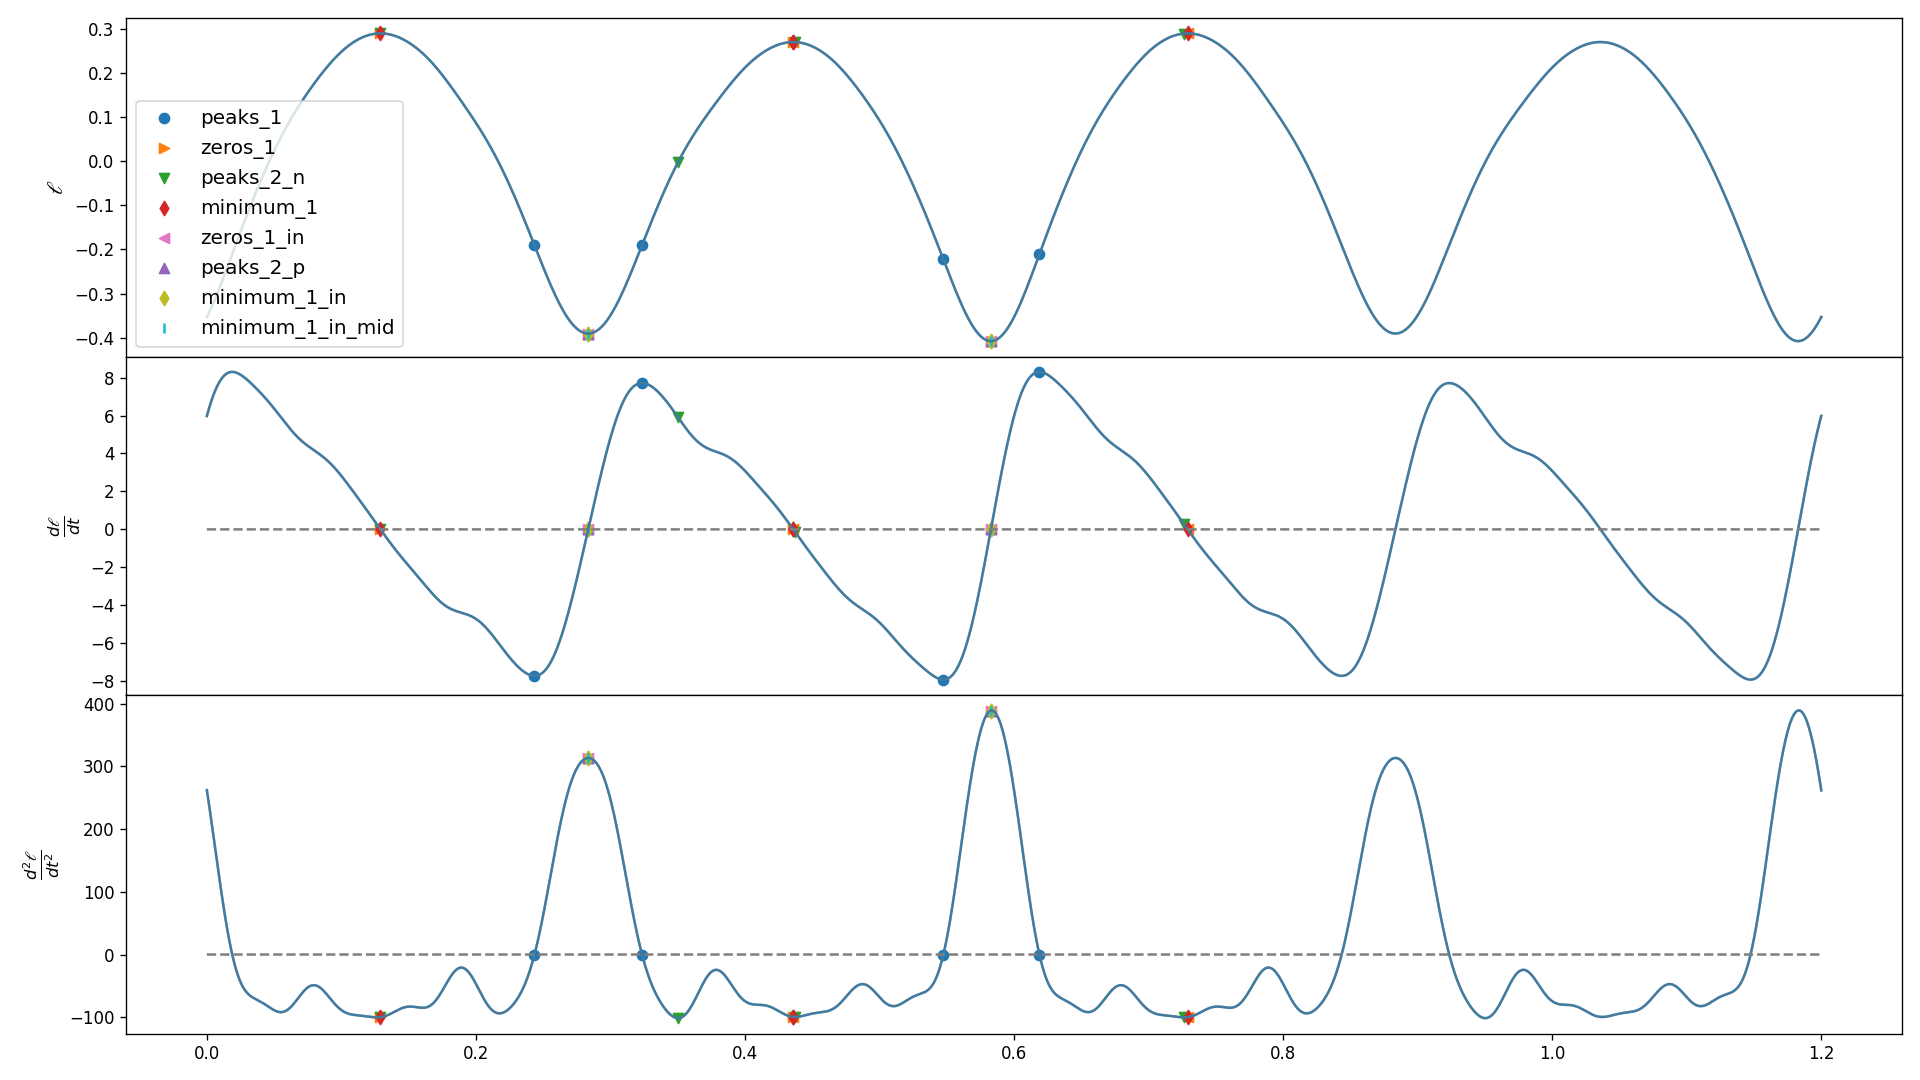 0.3
0.2
0.1
0.0
−0.1
−0.2
−0.3
−0.4
ℓ
peaks_1
zeros_1
peaks_2_n
minimum_1
zeros_1_in
peaks_2_p
minimum_1_in
minimum_1_in_mid
8
6
4
2
0
−2
−4
−6
−8
dℓ
dt
400
300
200
100
0
−100
d²ℓ
dt²
0.0 0.2 0.4 0.6 0.8 1.0 1.2